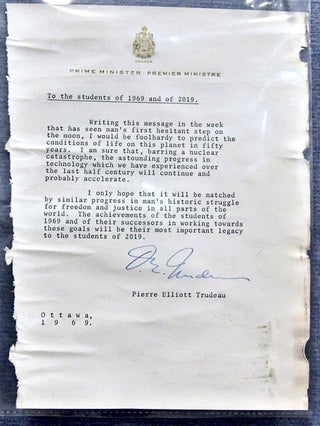 CANADA
PRIME MINISTER · PREMIER MINISTRE
To the students of 1969 and of 2019.
Writing this message in the week
that has seen man's first hesitant step on
the moon, I would be foolhardy to predict the
conditions of life on this planet in fifty
years. I am sure that, barring a nuclear
catastrophe, the astounding progress in
which we have experienced over
the last half century will continue and
probably accelerate.
I only hope that it will be matched
by similar progress in man's historic struggle
for freedom and justice in all parts of the
world. The achievements of the students of
1969 and of their successors in working towards
these goals will be their most important legacy
to the students of 2019.
P. E. Trudeau
Pierre Elliott Trudeau
Ottawa,
1969.